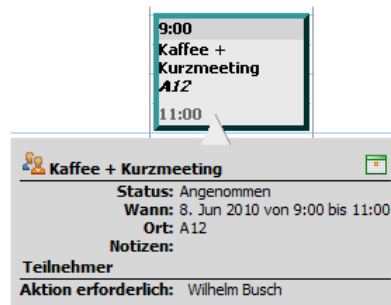 9:00
Kaffee +
Kurzmeeting
A12
11:00
Kaffee + Kurzmeeting
Status: Angenommen
Wann: 8. Jun 2010 von 9:00 bis 11:00
Ort: A12
Notizen:
Teilnehmer
Aktion erforderlich: Wilhelm Busch